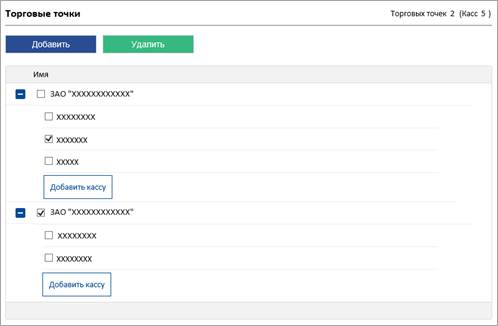 Торговые точки
Торговых точек 2 (Касс 5 )
Добавить
Удалить
Имя
ЗАО "XXXXXXXXXXXX"
XXXXXXXX
XXXXXXX
XXXXX
Добавить кассу
ЗАО "XXXXXXXXXXXX"
XXXXXXXX
XXXXXXXX
Добавить кассу